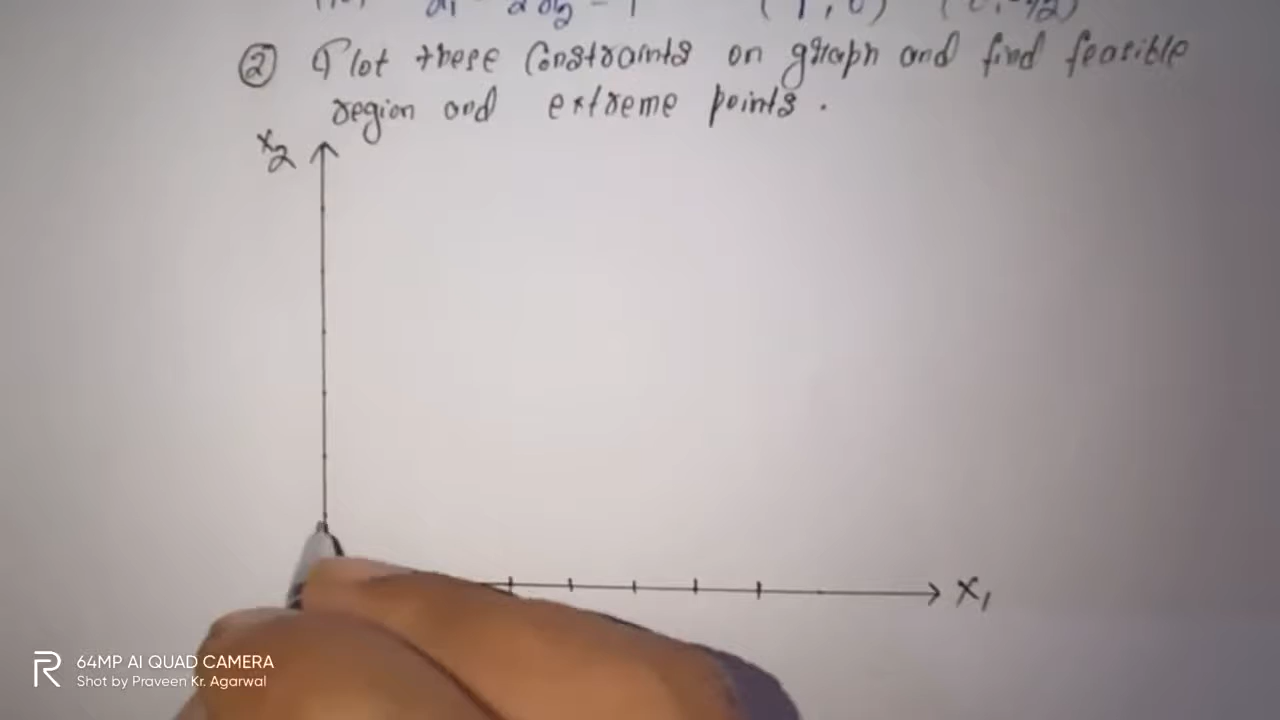 ② Plot these Constraints on graph and find feasible
region and extreme points.
x2
x1
64MP AI QUAD CAMERA
Shot by Praveen Kr. Agarwal